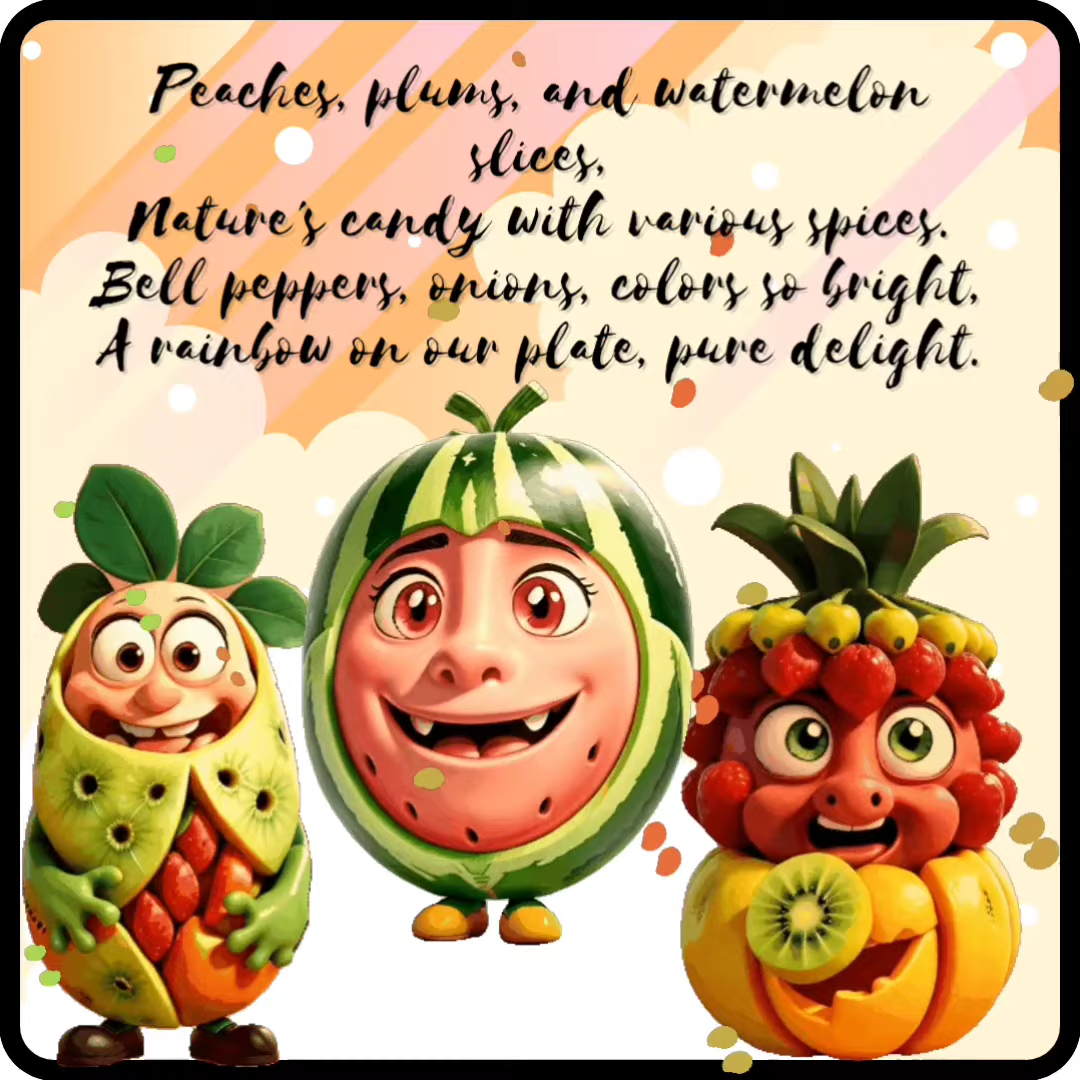 Peaches, plums, and watermelon
slices,
Nature's candy with various spices.
Bell peppers, onions, colors so bright,
A rainbow on our plate, pure delight.